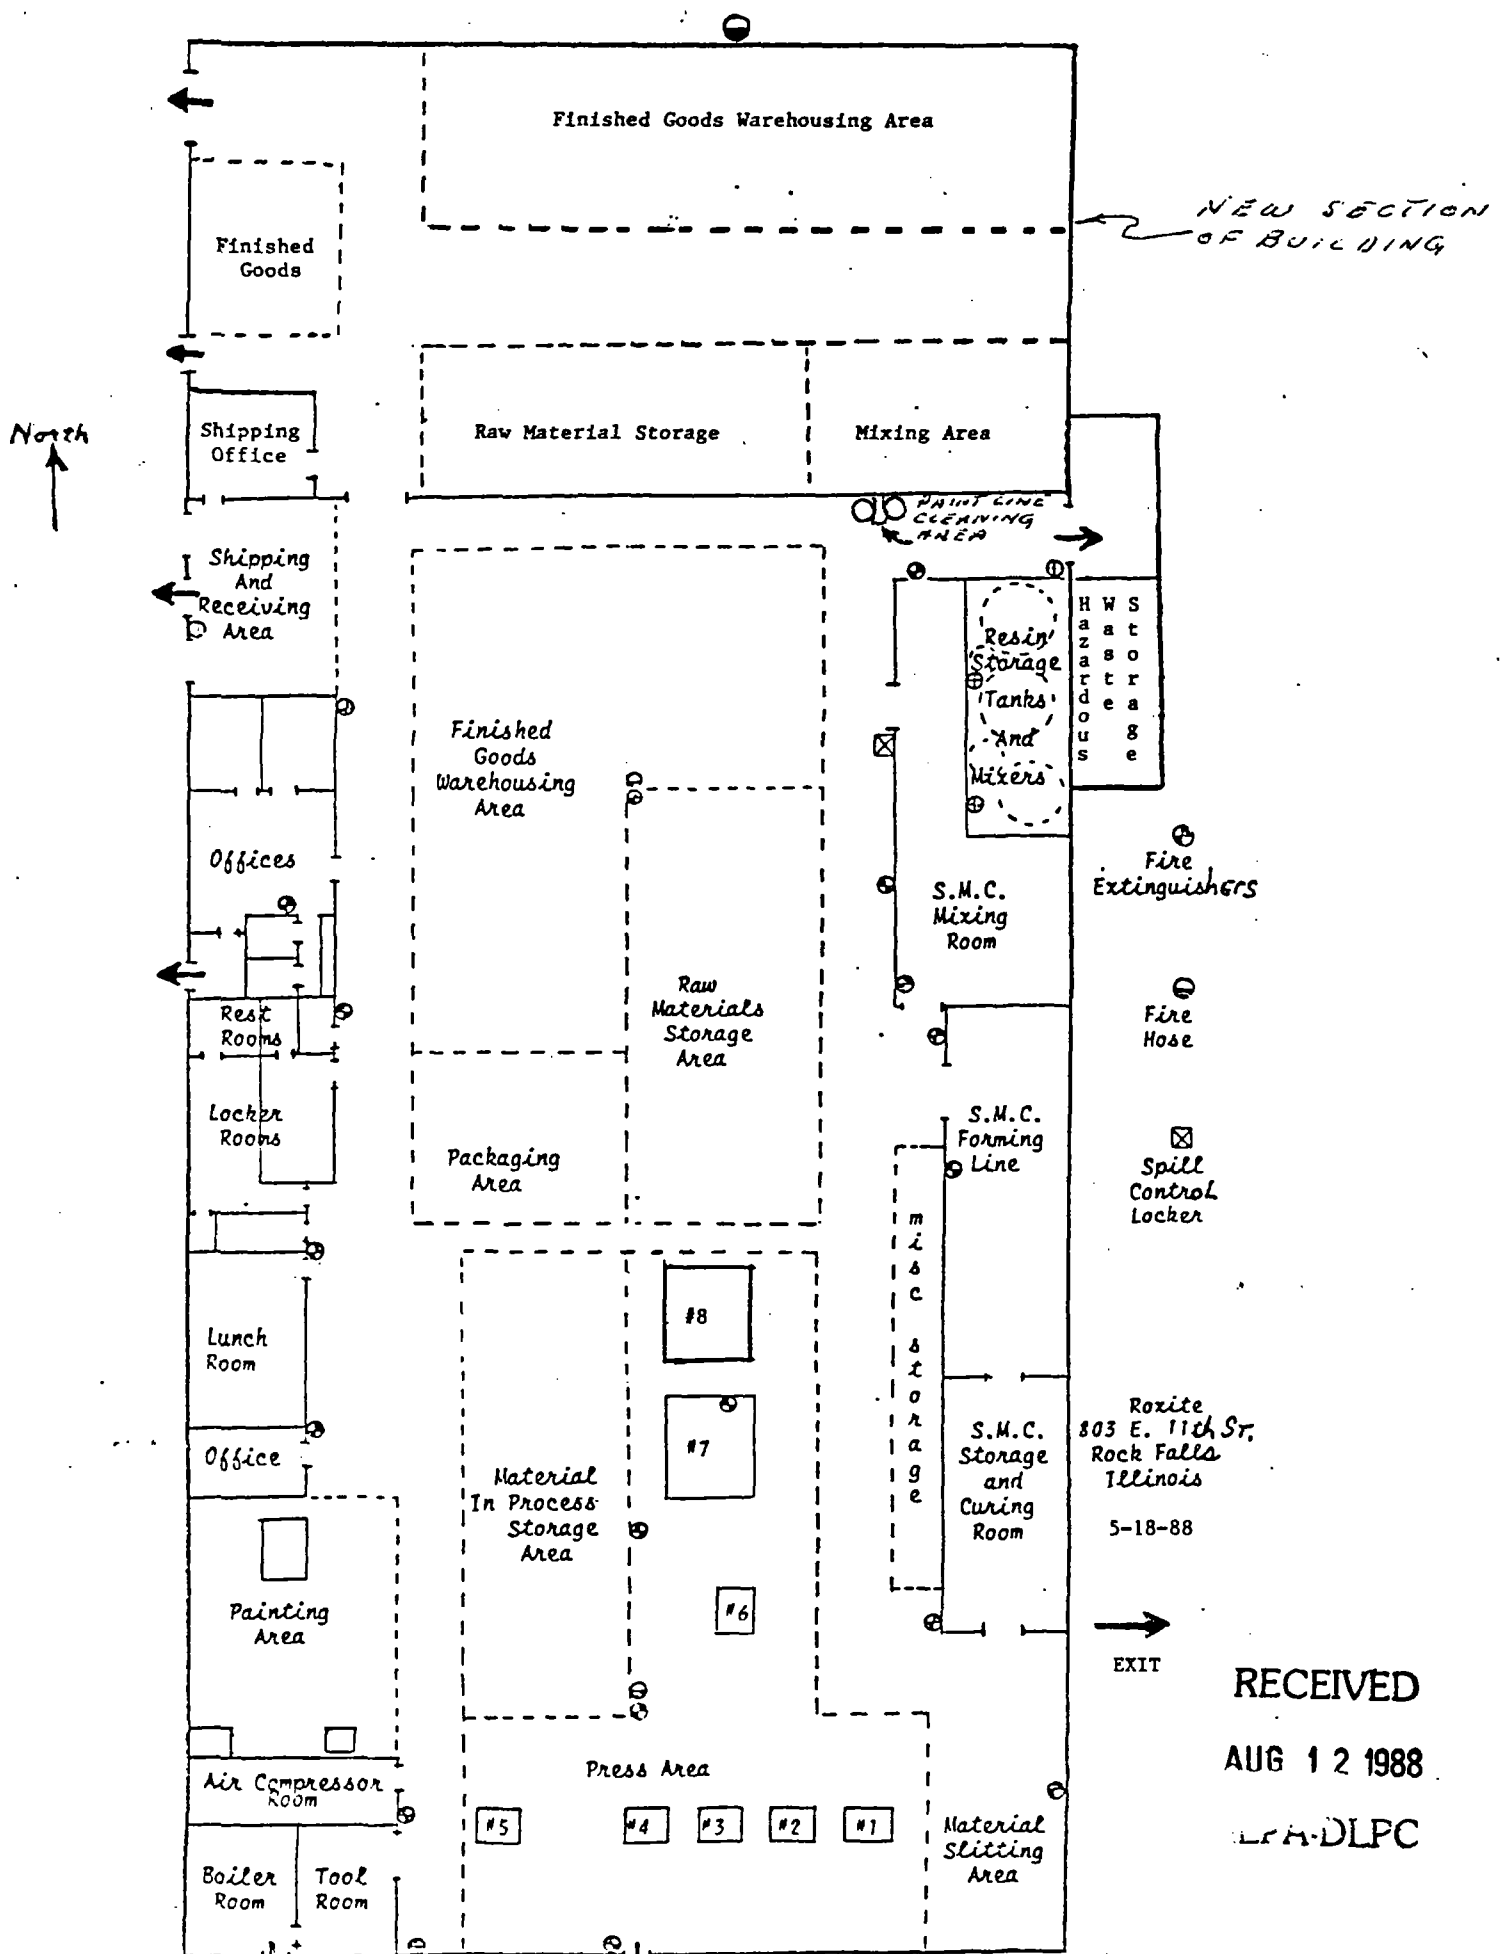 Finished Goods Warehousing Area
NEW SECTION
OF BUILDING
Finished
Goods
North
Shipping
Office
Raw Material Storage
Mixing Area
PAINT LINE
CLEANING
AREA
Shipping
And
Receiving
Area
Resin
Storage
Tanks
And
Mixers
Hazardous
Waste
Storage
Finished
Goods
Warehousing
Area
Offices
Fire
Extinguishers
S.M.C.
Mixing
Room
Raw
Materials
Storage
Area
Rest
Rooms
Fire
Hose
Locker
Rooms
Packaging
Area
S.M.C.
Forming
Line
Spill
Control
Locker
misc storage
#8
Lunch
Room
#7
Office
Material
In Process
Storage
Area
S.M.C.
Storage
and
Curing
Room
Roxite
803 E. 11th St.
Rock Falls
Illinois
5-18-88
#6
Painting
Area
EXIT
RECEIVED
AUG 12 1988
DLPC
Press Area
Air Compressor
Room
#5
#4
#3
#2
#1
Material
Slitting
Area
Boiler
Room
Tool
Room